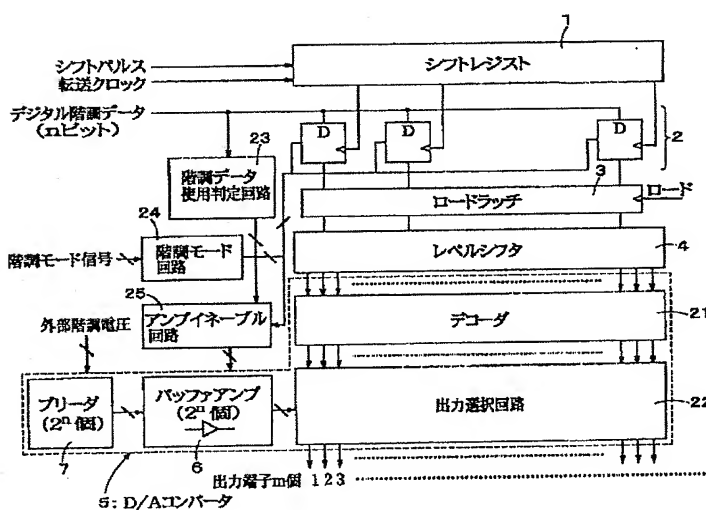 1
シフトパルス
転送クロック
シフトレジスト
デジタル階調データ
(nビット)
D
D
D
2
23
階調データ
使用判定回路
3
ロードラッチ
ロード
24
階調モード
回路
階調モード信号
レベルシフタ
4
25
アンプイネーブル
回路
外部階調電圧
デコーダ
21
ブリーダ
(2ⁿ個)
バッファアンプ
(2ⁿ個)
出力選択回路
22
7
6
出力端子m個 1 2 3
5:D/Aコンバータ